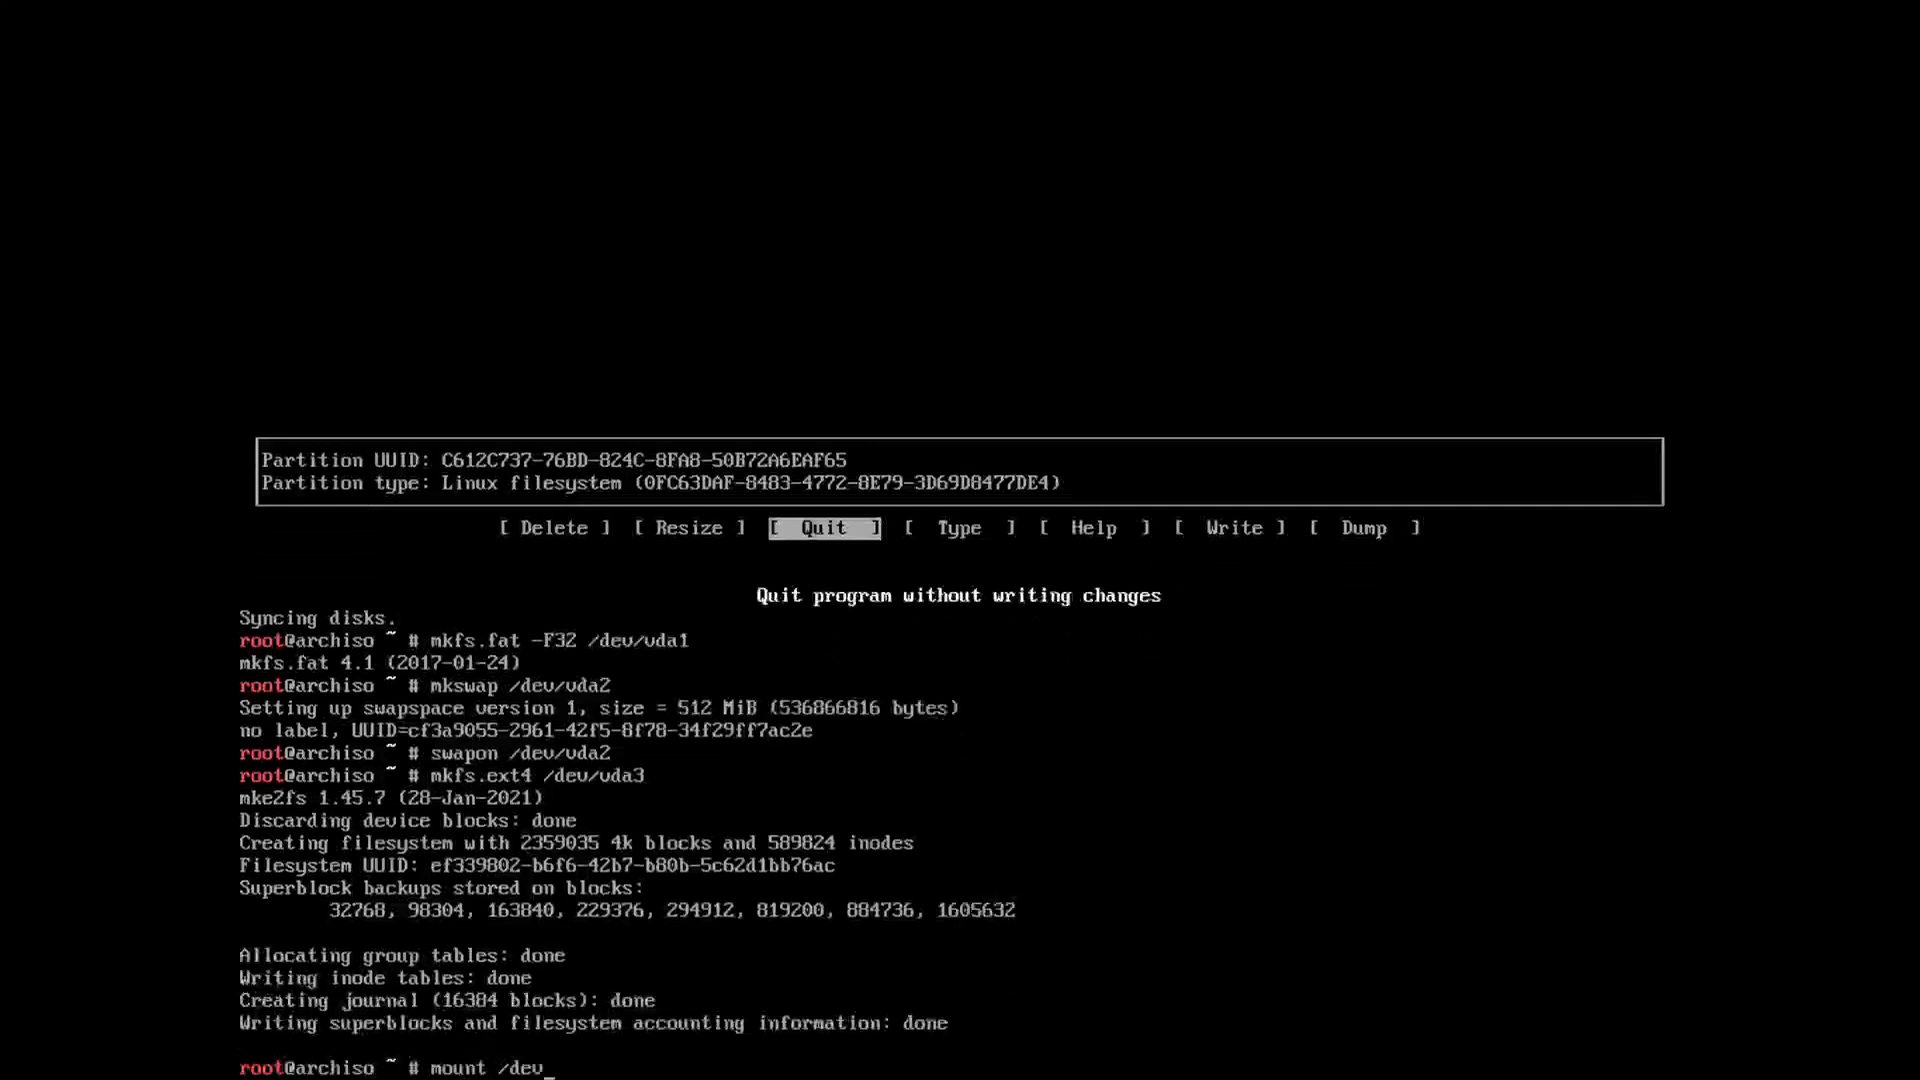 Partition UUID: C612C737-76BD-824C-8FA8-50B72A6EAF65
Partition type: Linux filesystem (0FC63DAF-8483-4772-8E79-3D69D8477DE4)
[ Delete ] [ Resize ] [ Quit ] [ Type ] [ Help ] [ Write ] [ Dump ]
Quit program without writing changes
Syncing disks.
root@archiso ~ # mkfs.fat -F32 /dev/vda1
mkfs.fat 4.1 (2017-01-24)
root@archiso ~ # mkswap /dev/vda2
Setting up swapspace version 1, size = 512 MiB (536866816 bytes)
no label, UUID=cf3a9055-2961-42f5-8f78-34f29ff7ac2e
root@archiso ~ # swapon /dev/vda2
root@archiso ~ # mkfs.ext4 /dev/vda3
mke2fs 1.45.7 (28-Jan-2021)
Discarding device blocks: done
Creating filesystem with 2359035 4k blocks and 589824 inodes
Filesystem UUID: ef339802-b6f6-42b7-b80b-5c62d1bb76ac
Superblock backups stored on blocks:
32768, 98304, 163840, 229376, 294912, 819200, 884736, 1605632
Allocating group tables: done
Writing inode tables: done
Creating journal (16384 blocks): done
Writing superblocks and filesystem accounting information: done
root@archiso ~ # mount /dev_